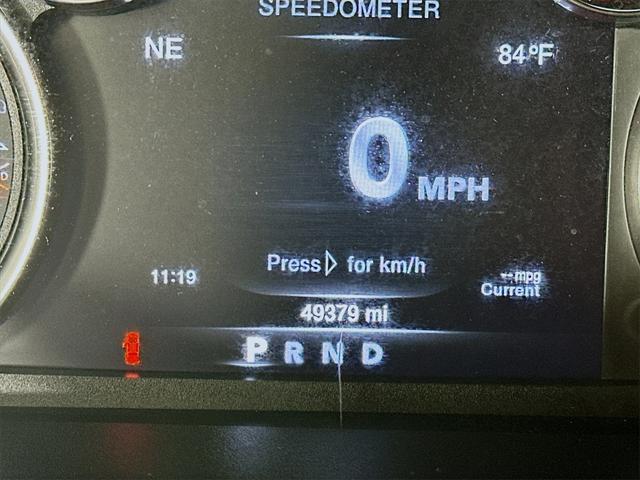 SPEEDOMETER
NE
84°F
0 MPH
Press▷ for km/h
11:19
--mpg
Current
49379 mi
P R N D